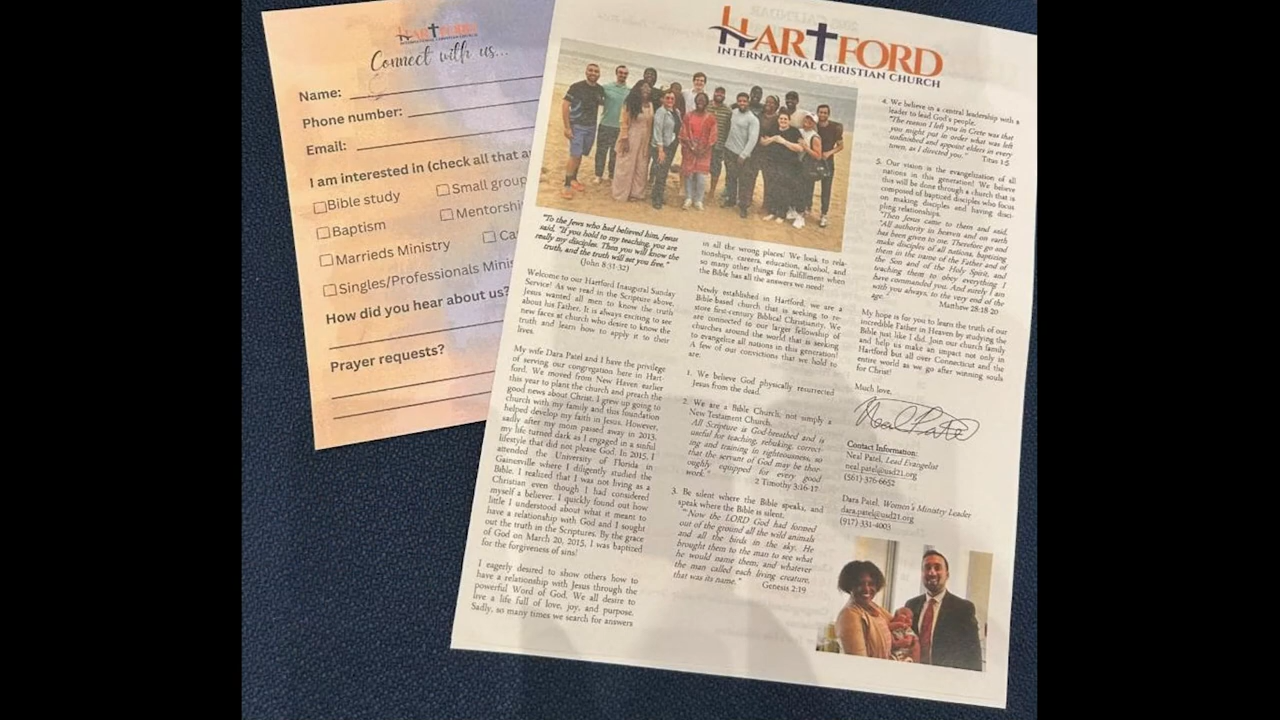 HARTFORD
INTERNATIONAL CHRISTIAN CHURCH
Connect with us...
Name:
Phone number:
Email:
I am interested in (check all that
Bible study
Small group
Baptism
Marrieds Ministry
Singles/Professionals
How did you hear about us?
Prayer requests?
HARTFORD
INTERNATIONAL CHRISTIAN CHURCH
"To the Jews who had believed him, Jesus
said, "If you hold to my teaching, you are
really my disciples. Then you will know the
truth, and the truth will set you free."
(John 8:31-32)
Welcome to our Hartford Inaugural Sunday
Service! As we read in the Scripture above,
Jesus wanted all men to know the truth
about his Father. It is always exciting to see
new faces at church who desire to know the
truth and learn how to apply it to their
lives.
My wife Dara Patel and I have the privilege
of serving our congregation here in Hart-
ford. We moved from New Haven earlier
this year to plant the church and preach the
good news about Christ. I grew up going to
church with my family and this foundation
helped develop my faith in Jesus. However,
sadly after my mom passed away in 2013,
my life turned dark as I engaged in a sinful
lifestyle that did not please God. In 2015, I
attended the University of Florida in
Gainerville where I diligently studied the
Bible. I realized that I was not living as a
Christian even though I had considered
myself a believer. I quickly found out how
little I understood about what it meant to
have a relationship with God and I sought
out the truth in the Scriptures. By the grace
of God on March 20, 2015, I was baptized
for the forgiveness of sins!
I eagerly desired to show others how to
have a relationship with Jesus through the
powerful Word of God. We all desire to
live a life full of love, joy, and purpose.
Sadly, so many times we search for answers
in all the wrong places! We look to rela-
tionships, careers, education, alcohol, and
so many other things for fulfillment when
the Bible has all the answers we need!
Newly established in Hartford, we are a
Bible-based church that is seeking to re-
store first-century Biblical Christianity. We
are connected to our larger fellowship of
churches around the world that is seeking
to evangelize all nations in this generation!
A few of our convictions that we hold to
are.
1. We believe God physically resurrected
Jesus from the dead.
2. We are a Bible Church, not simply a
New Testament Church.
All Scripture is God-breathed and is
useful for teaching, rebuking, correct-
ing and training in righteousness, so
that the servant of God may be thor-
oughly equipped for every good
work."
2 Timothy 3:16-17
3. Be silent where the Bible speaks, and
speak where the Bible is silent.
"Now the LORD God had formed
out of the ground all the wild animals
and all the birds in the sky. He
brought them to the man to see what
he would name them; and whatever
the man called each living creature,
that was its name."
Genesis 2:19
4. We believe in a central leadership with a
leader to lead God's people.
"The reason I left you in Crete was that
you might put in order what was left
unfinished and appoint elders in every
town, as I directed you."
Titus 1:5
5. Our vision is the evangelization of all
nations in this generation! We believe
this will be done through a church that is
composed of baptized disciples who focus
on making disciples and having disci-
pling relationships.
"Then Jesus came to them and said,
"All authority in heaven and on earth
has been given to me. Therefore go and
make disciples of all nations, baptizing
them in the name of the Father and of
the Son and of the Holy Spirit, and
teaching them to obey everything I
have commanded you. And surely I am
with you always, to the very end of the
age."
Matthew 28:18-20
My hope is for you to learn the truth of our
incredible Father in Heaven by studying the
Bible just like I did. Join our church family
and help us make an impact not only in
Hartford but all over Connecticut and the
entire world as we go after winning souls
for Christ!
Much love,
Neal Patel
Contact Information:
Neal Patel, Lead Evangelist
neal.patel@usd21.org
(561)-376-6652
Dara Patel, Women's Ministry Leader
dara.patel@usd21.org
(917)-331-4003